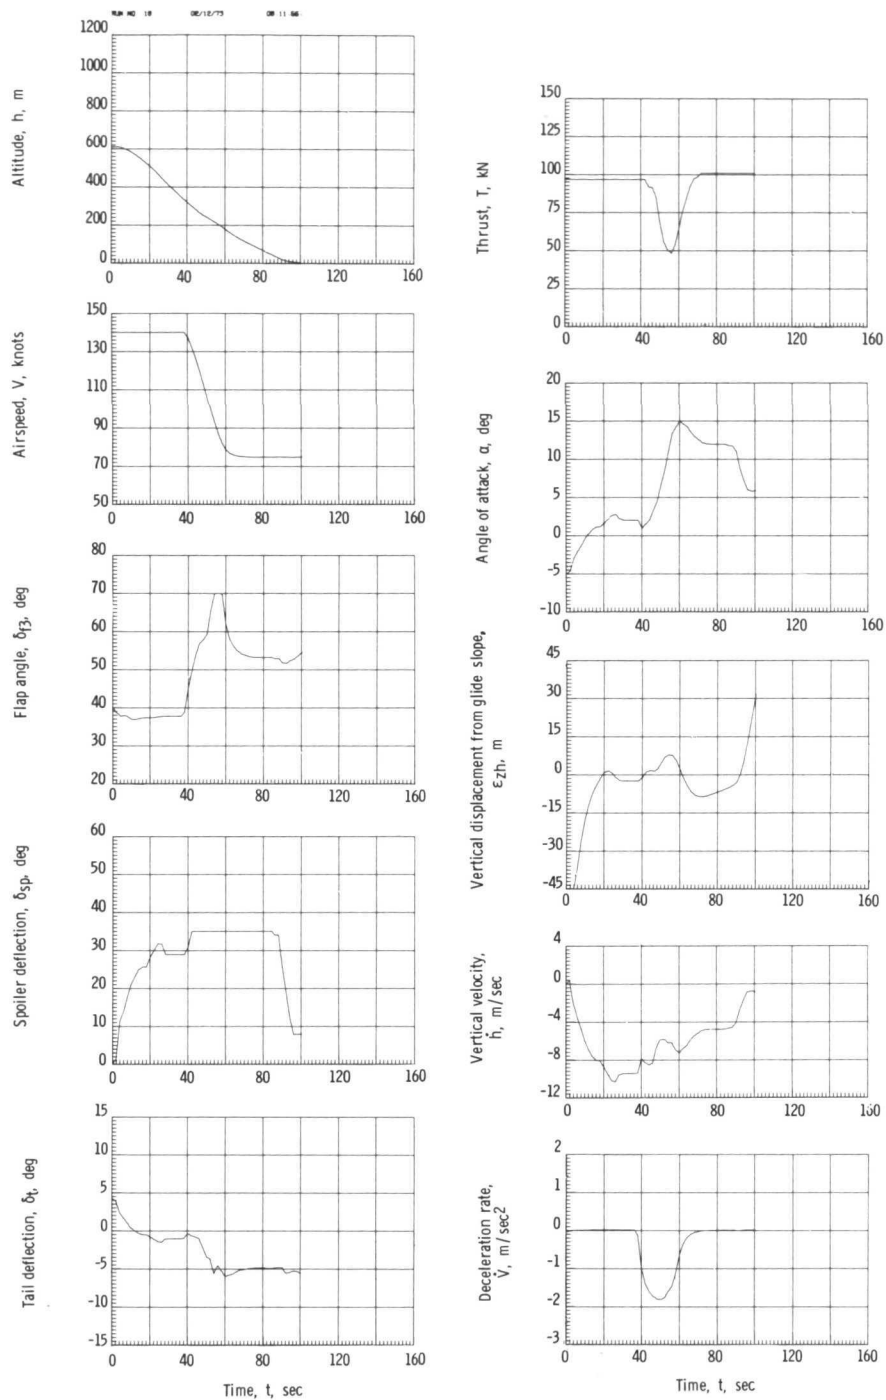 RUN NO 18 02/12/73
1200
1000
800
600
400
200
0
0 40 80 120 160
Altitude, h, m
150
130
110
90
70
50
0 40 80 120 160
Airspeed, V, knots
80
70
60
50
40
30
20
0 40 80 120 160
Flap angle, δf3, deg
60
50
40
30
20
10
0
0 40 80 120 160
Spoiler deflection, δsp, deg
15
10
5
0
-5
-10
-15
0 40 80 120 160
Tail deflection, δt, deg
Time, t, sec
150
125
100
75
50
25
0
0 40 80 120 160
Thrust, T, kN
20
15
10
5
0
-5
-10
0 40 80 120 160
Angle of attack, α, deg
45
30
15
0
-15
-30
-45
0 40 80 120 160
Vertical displacement from glide slope,
εzh, m
4
0
-4
-8
-12
0 40 80 120 160
Vertical velocity,
ḣ, m/sec
2
1
0
-1
-2
-3
0 40 80 120 160
Deceleration rate,
V̇, m/sec2
Time, t, sec